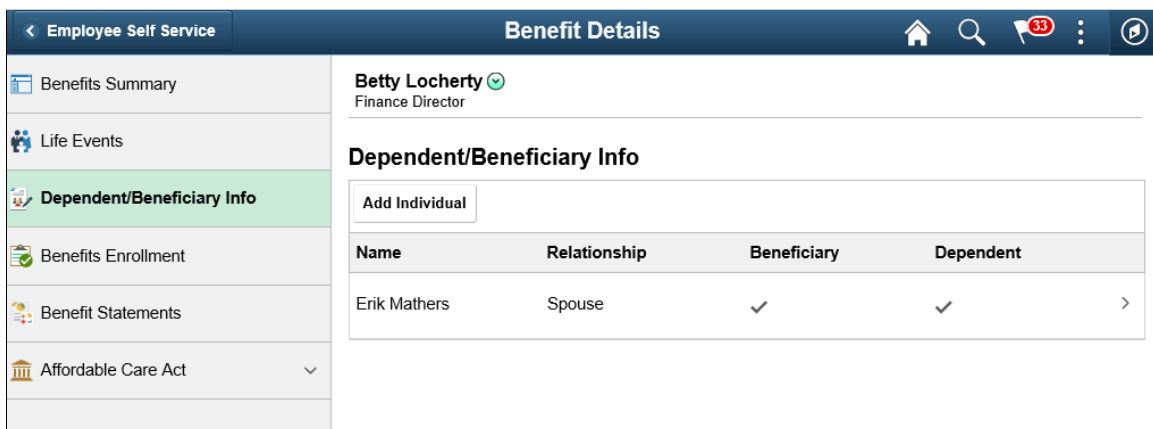 Employee Self Service
Benefit Details
33
Benefits Summary
Life Events
Dependent/Beneficiary Info
Benefits Enrollment
Benefit Statements
Affordable Care Act
Betty Locherty
Finance Director
Dependent/Beneficiary Info
Add Individual
Name Relationship Beneficiary Dependent
Erik Mathers Spouse